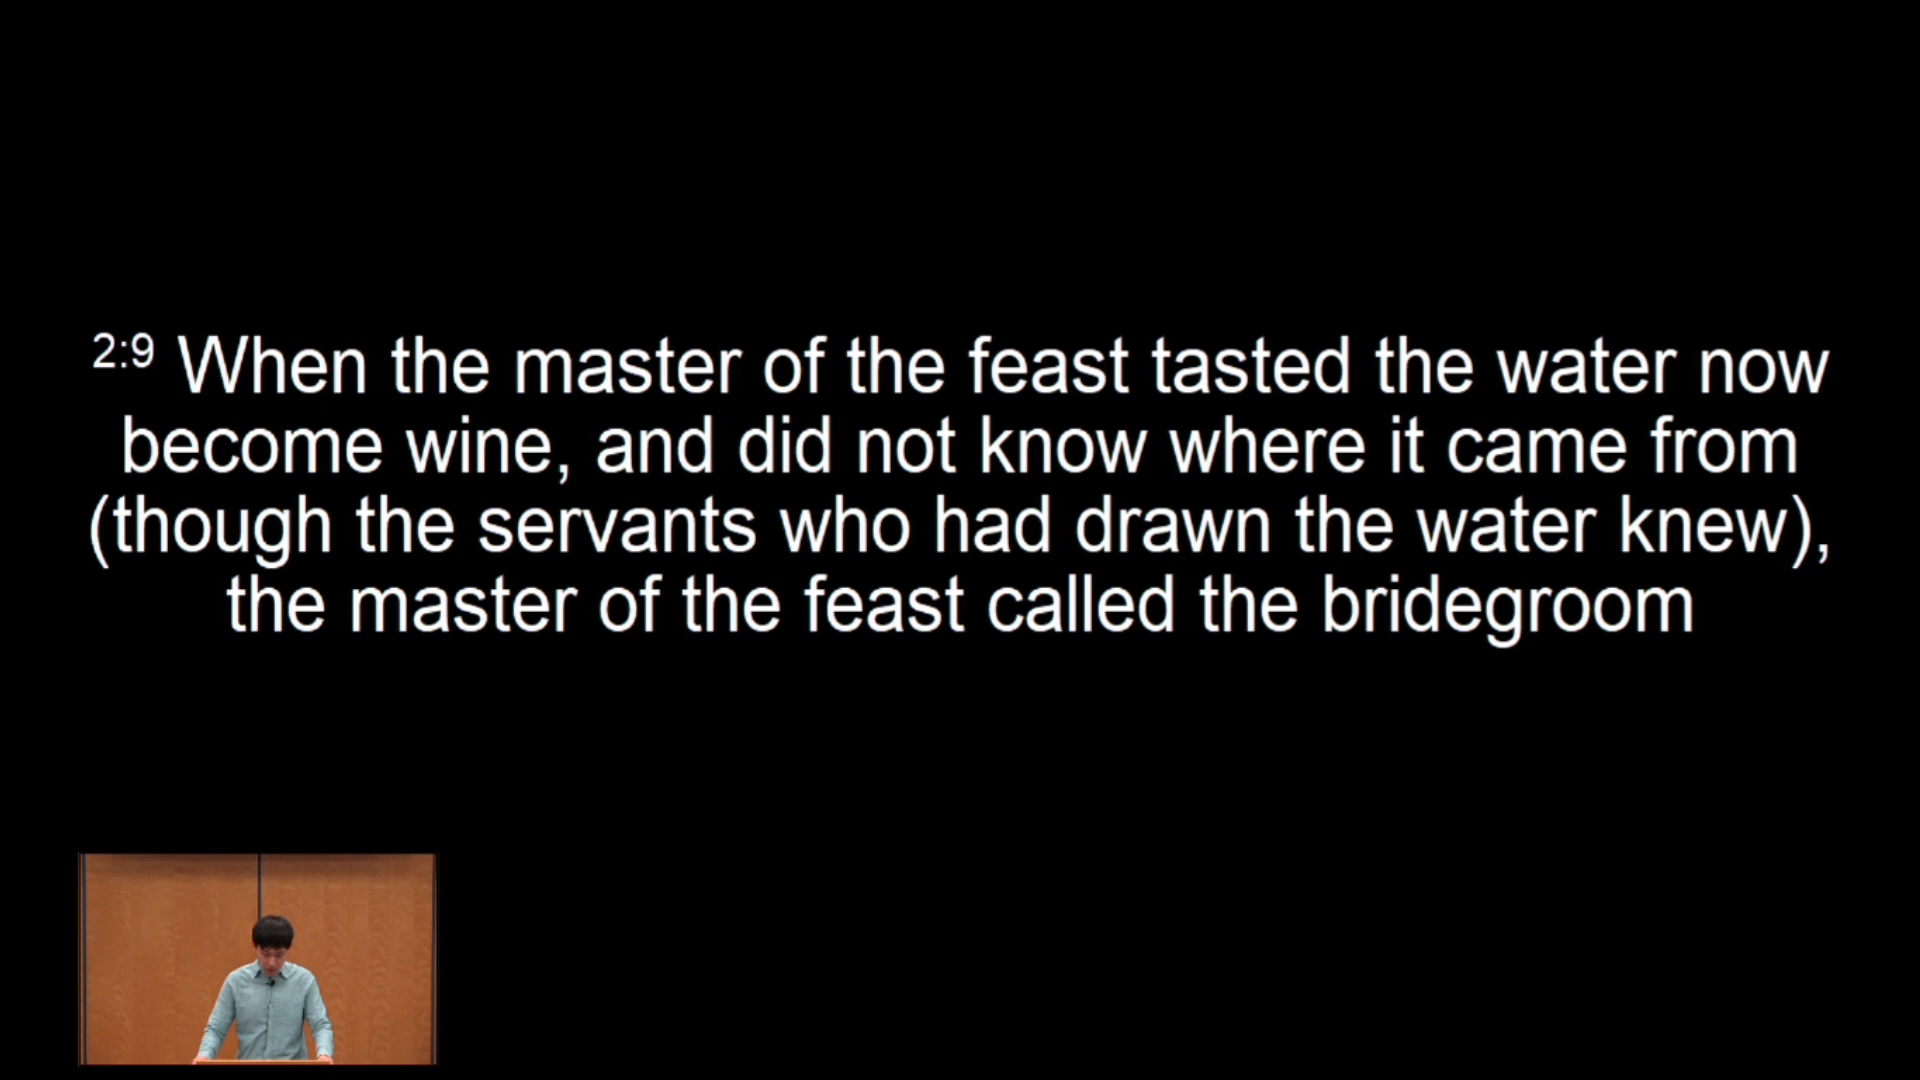 2:9 When the master of the feast tasted the water now
become wine, and did not know where it came from
(though the servants who had drawn the water knew),
the master of the feast called the bridegroom